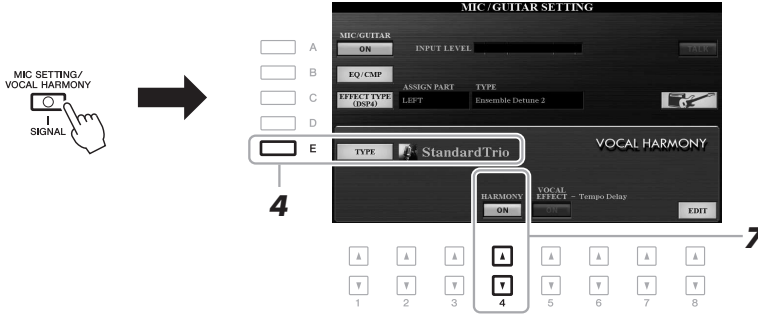 MIC /GUITAR SETTING
MIC/GUITAR
ON
INPUT LEVEL
TALK
A
B
EQ/CMP
C
EFFECT TYPE
(DSP4)
ASSIGN PART
LEFT
TYPE
Ensemble Detune 2
D
MIC SETTING/
VOCAL HARMONY
SIGNAL
E
TYPE
StandardTrio
VOCAL HARMONY
4
HARMONY
ON
VOCAL
EFFECT – Tempo Delay
ON
EDIT
7
1 2 3 4 5 6 7 8